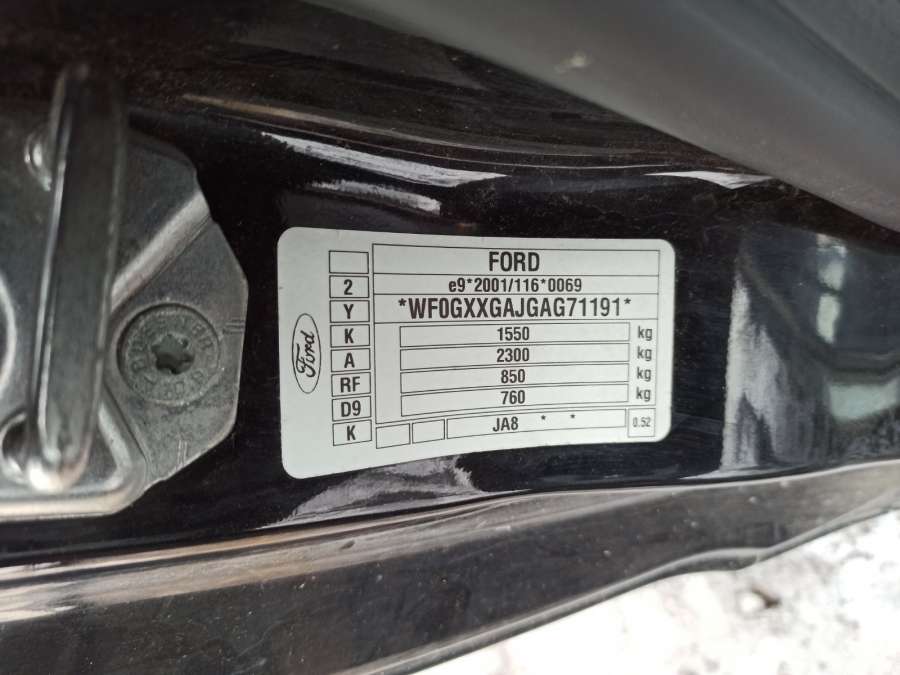 FORD
2 e9*2001/116*0069
Y *WF0GXXGAJGAG71191*
K 1550 kg
A 2300 kg
RF 850 kg
D9 760 kg
K JA8 * * 0.52
Ford